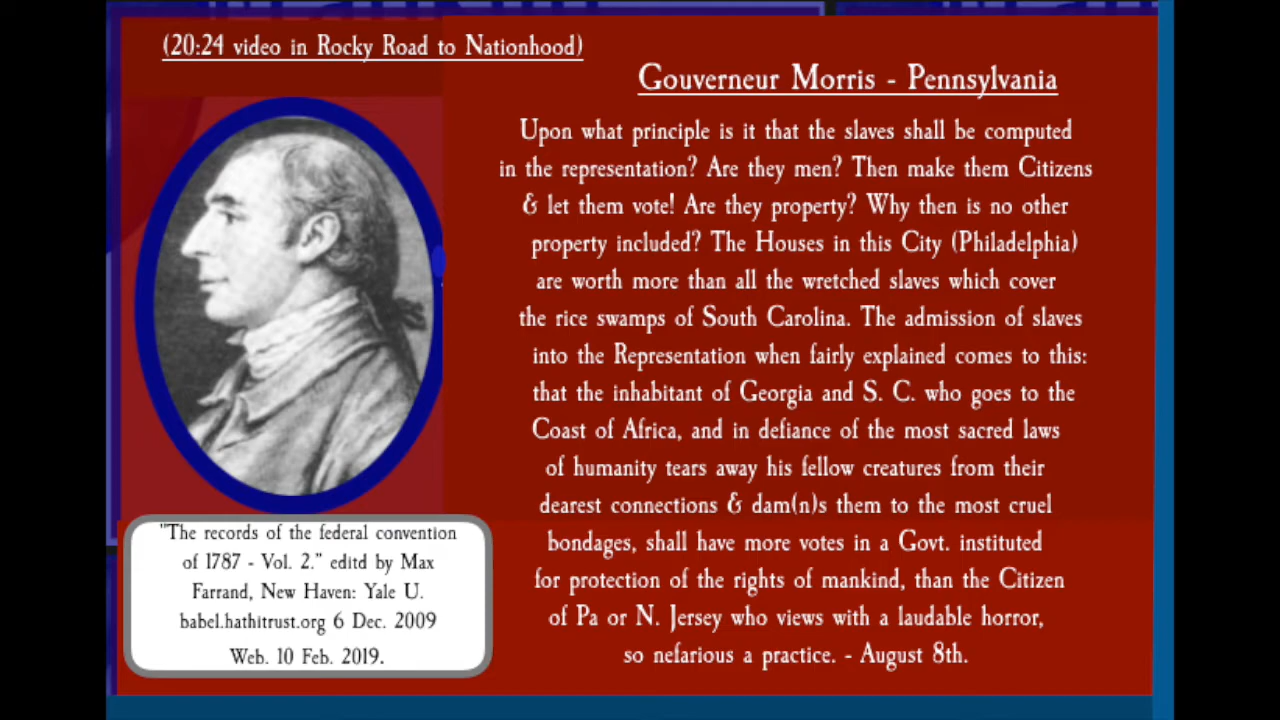 (20:24 video in Rocky Road to Nationhood)
Gouverneur Morris - Pennsylvania
Upon what principle is it that the slaves shall be computed
in the representation? Are they men? Then make them Citizens
& let them vote! Are they property? Why then is no other
property included? The Houses in this City (Philadelphia)
are worth more than all the wretched slaves which cover
the rice swamps of South Carolina. The admission of slaves
into the Representation when fairly explained comes to this:
that the inhabitant of Georgia and S. C. who goes to the
Coast of Africa, and in defiance of the most sacred laws
of humanity tears away his fellow creatures from their
dearest connections & dam(n)s them to the most cruel
bondages, shall have more votes in a Govt. instituted
for protection of the rights of mankind, than the Citizen
of Pa or N. Jersey who views with a laudable horror,
so nefarious a practice. - August 8th.
"The records of the federal convention
of 1787 - Vol. 2." editd by Max
Farrand, New Haven: Yale U.
babel.hathitrust.org 6 Dec. 2009
Web. 10 Feb. 2019.